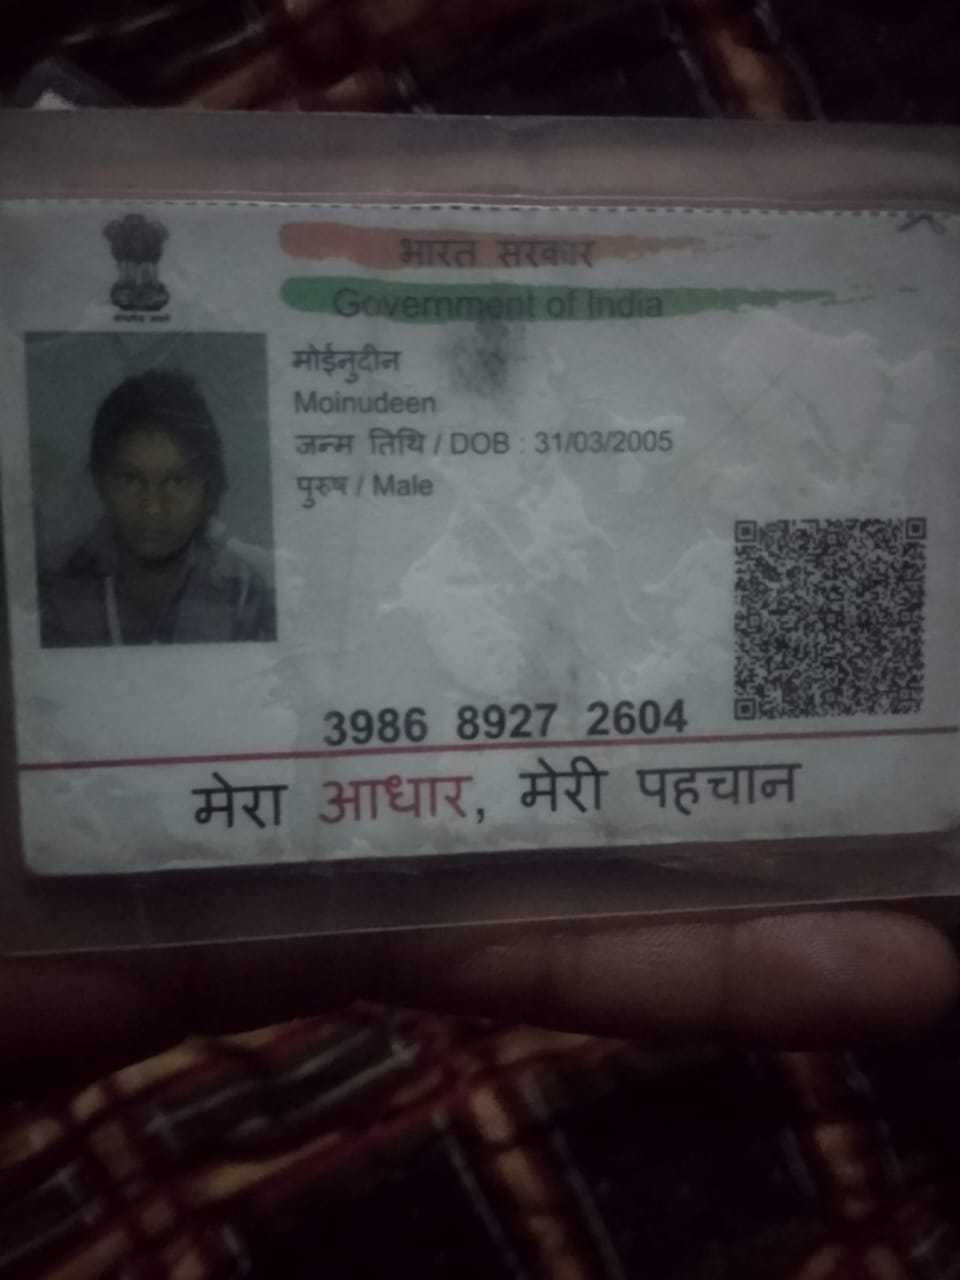 भारत सरकार
Government of India
मोईनुदीन
Moinudeen
जन्म तिथि / DOB : 31/03/2005
पुरुष / Male
3986 8927 2604
मेरा आधार, मेरी पहचान